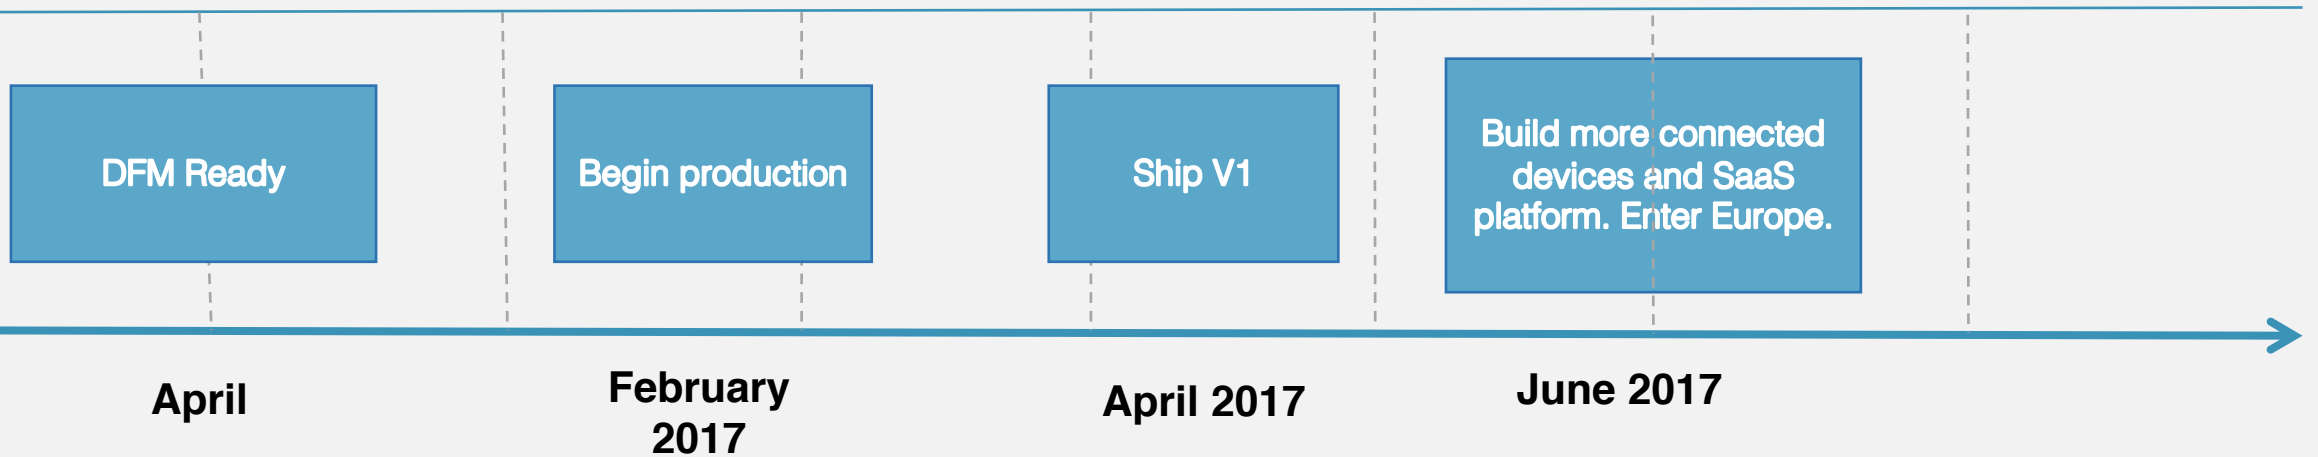 DFM Ready
Begin production
Ship V1
Build more connected
devices and SaaS
platform. Enter Europe.
April
February
2017
April 2017
June 2017